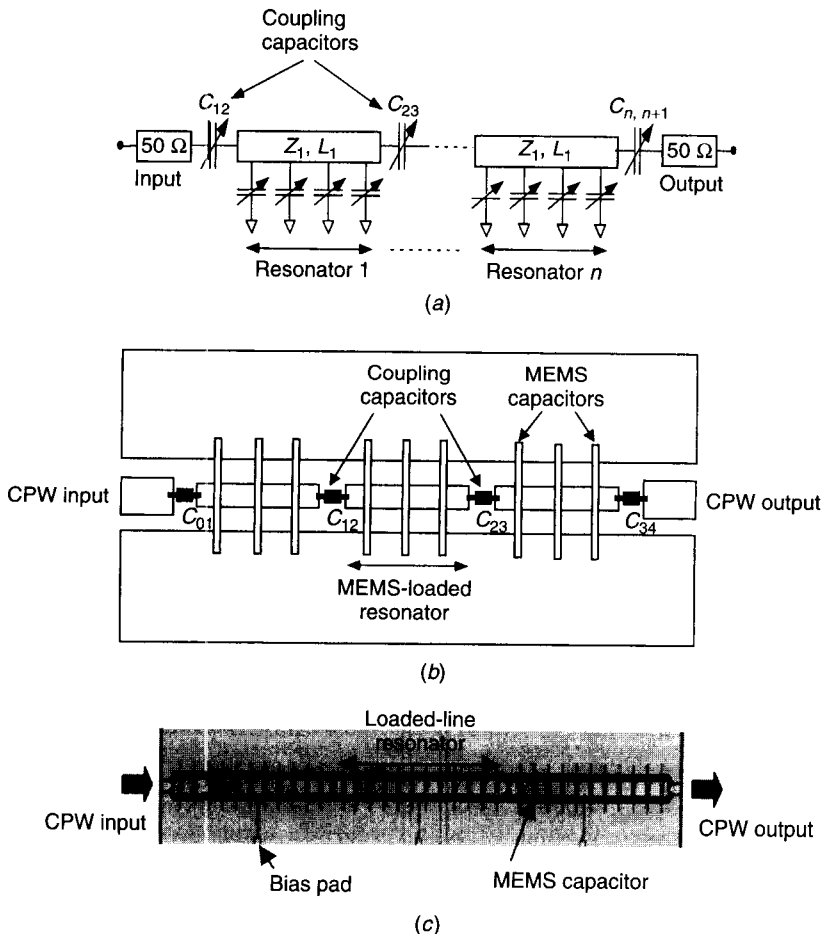 Coupling
capacitors
C12
C23
Cn, n+1
50 Ω
Z1, L1
Z1, L1
50 Ω
Input
Output
Resonator 1
Resonator n
(a)
Coupling
capacitors
MEMS
capacitors
CPW input
CPW output
C01
C12
C23
C34
MEMS-loaded
resonator
(b)
Loaded-line
resonator
CPW input
CPW output
Bias pad
MEMS capacitor
(c)